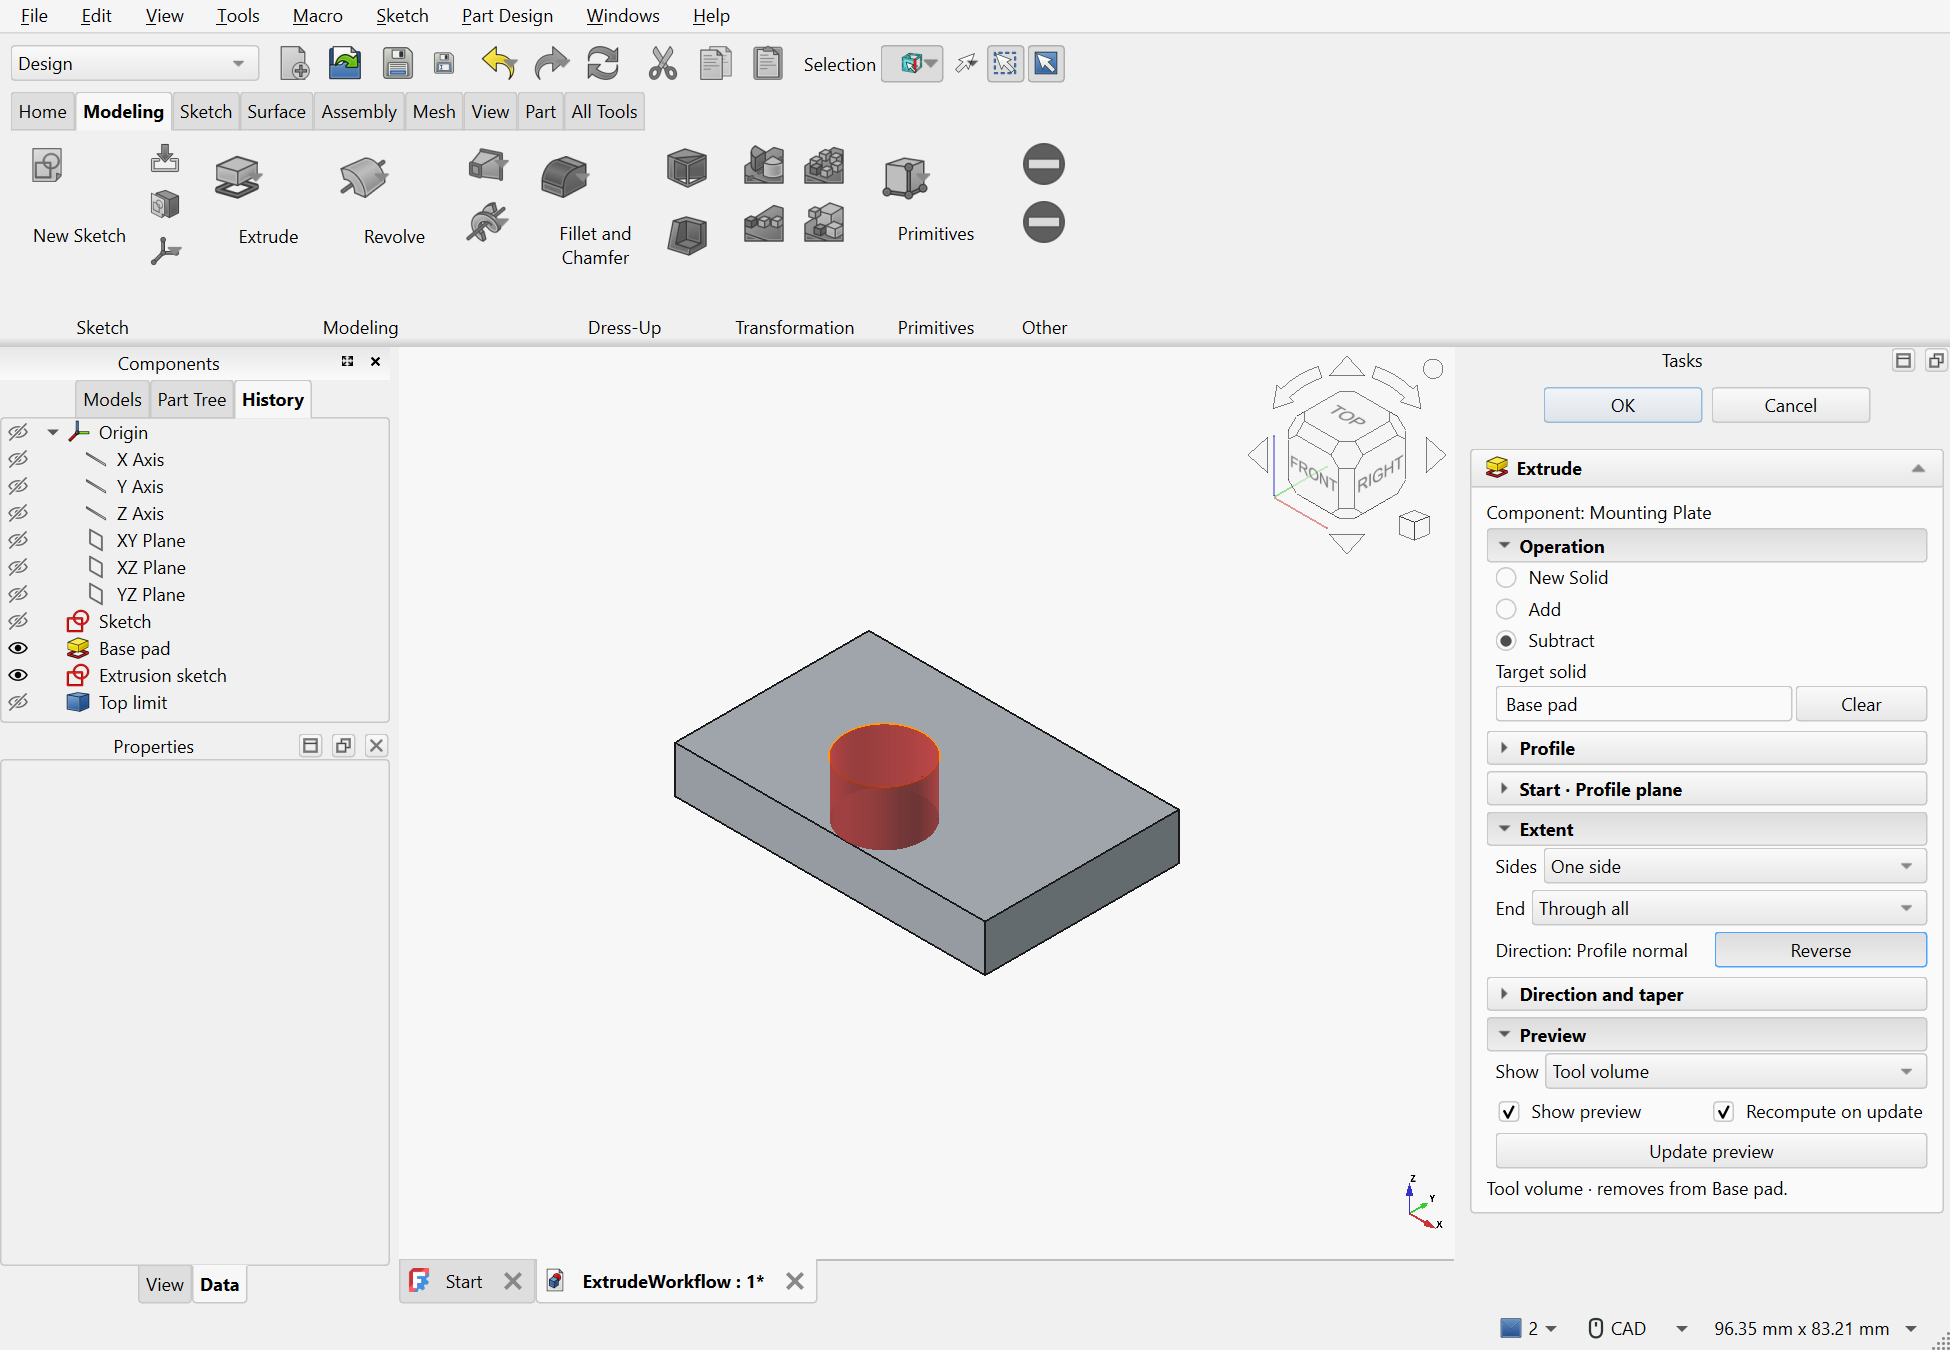 File Edit View Tools Macro Sketch Part Design Windows Help
Design Selection
Home Modeling Sketch Surface Assembly Mesh View Part All Tools
New Sketch Extrude Revolve Fillet and Chamfer Primitives
Sketch Modeling Dress-Up Transformation Primitives Other
Components
Models Part Tree History
Origin
X Axis
Y Axis
Z Axis
XY Plane
XZ Plane
YZ Plane
Sketch
Base pad
Extrusion sketch
Top limit
Properties
View Data
TOP
FRONT RIGHT
Z
Y
X
Start ExtrudeWorkflow : 1*
Tasks
OK Cancel
Extrude
Component: Mounting Plate
Operation
New Solid
Add
Subtract
Target solid
Base pad Clear
Profile
Start · Profile plane
Extent
Sides One side
End Through all
Direction: Profile normal Reverse
Direction and taper
Preview
Show Tool volume
Show preview Recompute on update
Update preview
Tool volume · removes from Base pad.
2 CAD 96.35 mm x 83.21 mm